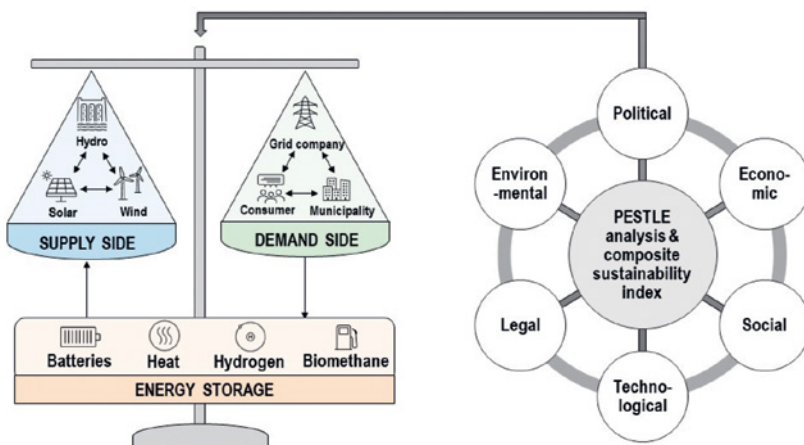 Hydro
Solar
Wind
SUPPLY SIDE
Grid company
Consumer
Municipality
DEMAND SIDE
Batteries
Heat
Hydrogen
Biomethane
ENERGY STORAGE
Political
Environ
-mental
Econo-
mic
PESTLE
analysis &
composite
sustainability
index
Legal
Social
Techno-
logical